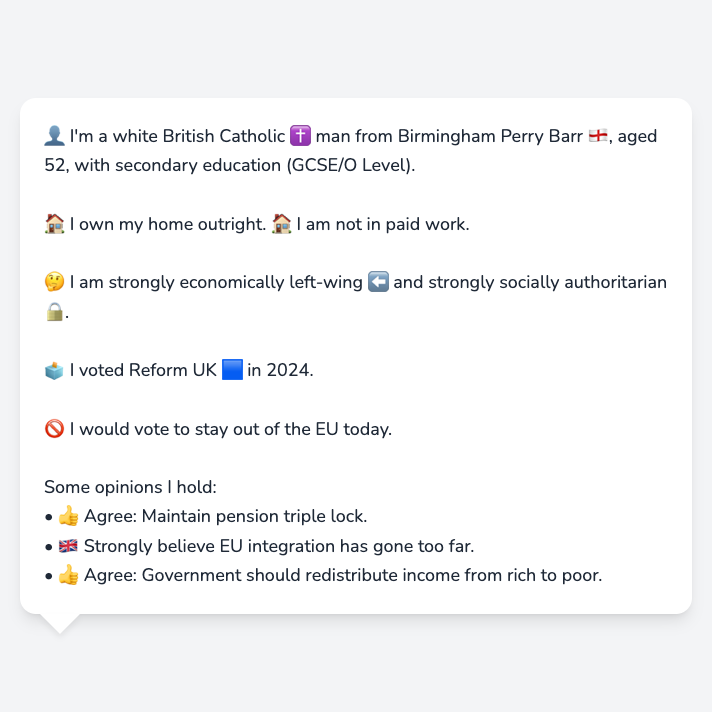 👤 I'm a white British Catholic ✝️ man from Birmingham Perry Barr 🏴󠁧󠁢󠁥󠁮󠁧󠁿, aged
52, with secondary education (GCSE/O Level).
🏠 I own my home outright. 🏠 I am not in paid work.
🤔 I am strongly economically left-wing ⬅️ and strongly socially authoritarian
🔒.
🗳️ I voted Reform UK 🟦 in 2024.
🚫 I would vote to stay out of the EU today.
Some opinions I hold:
• 👍 Agree: Maintain pension triple lock.
• 🇬🇧 Strongly believe EU integration has gone too far.
• 👍 Agree: Government should redistribute income from rich to poor.